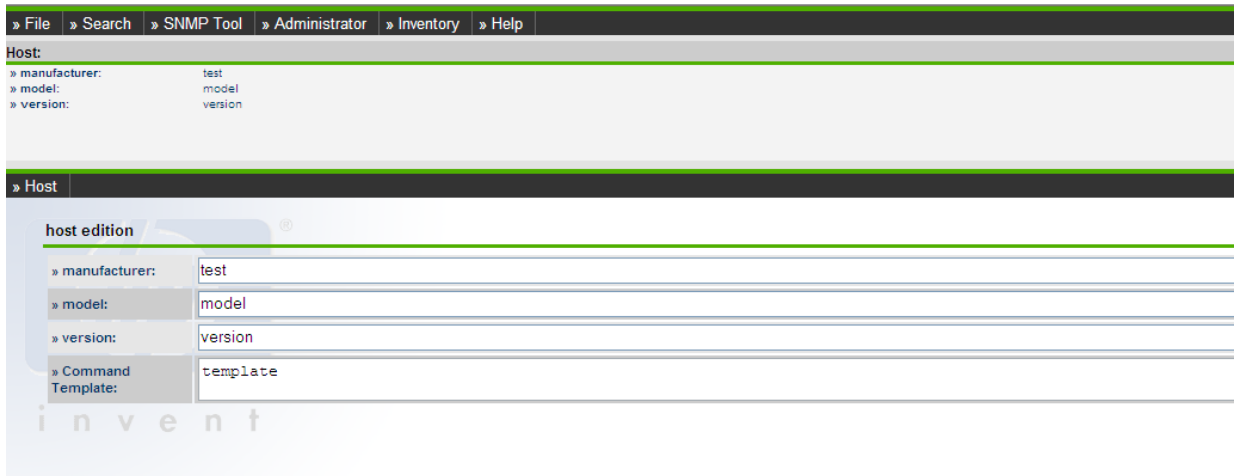 » File » Search » SNMP Tool » Administrator » Inventory » Help
Host:
» manufacturer: test
» model: model
» version: version
» Host
®
host edition
» manufacturer: test
» model: model
» version: version
» Command Template: template
invent